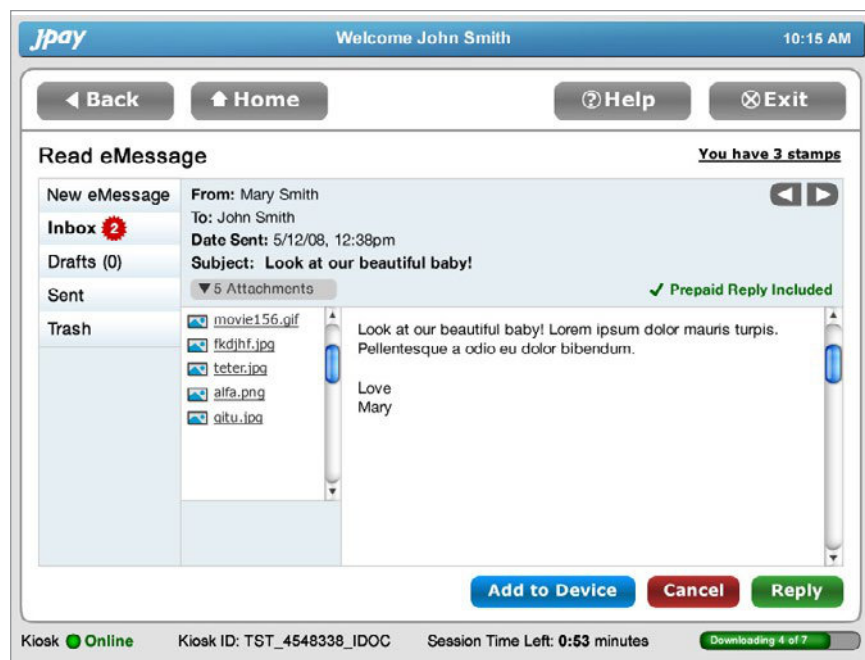 Jpay Welcome John Smith 10:15 AM
Back Home Help Exit
Read eMessage You have 3 stamps
New eMessage
Inbox 2
Drafts (0)
Sent
Trash
From: Mary Smith
To: John Smith
Date Sent: 5/12/08, 12:38pm
Subject: Look at our beautiful baby!
5 Attachments Prepaid Reply Included
movie156.gif
fkdjhf.jpg
teter.jpg
alfa.png
qitu.jpg
Look at our beautiful baby! Lorem ipsum dolor mauris turpis.
Pellentesque a odio eu dolor bibendum.
Love
Mary
Add to Device Cancel Reply
Kiosk Online Kiosk ID: TST_4548338_IDOC Session Time Left: 0:53 minutes Downloading 4 of 7